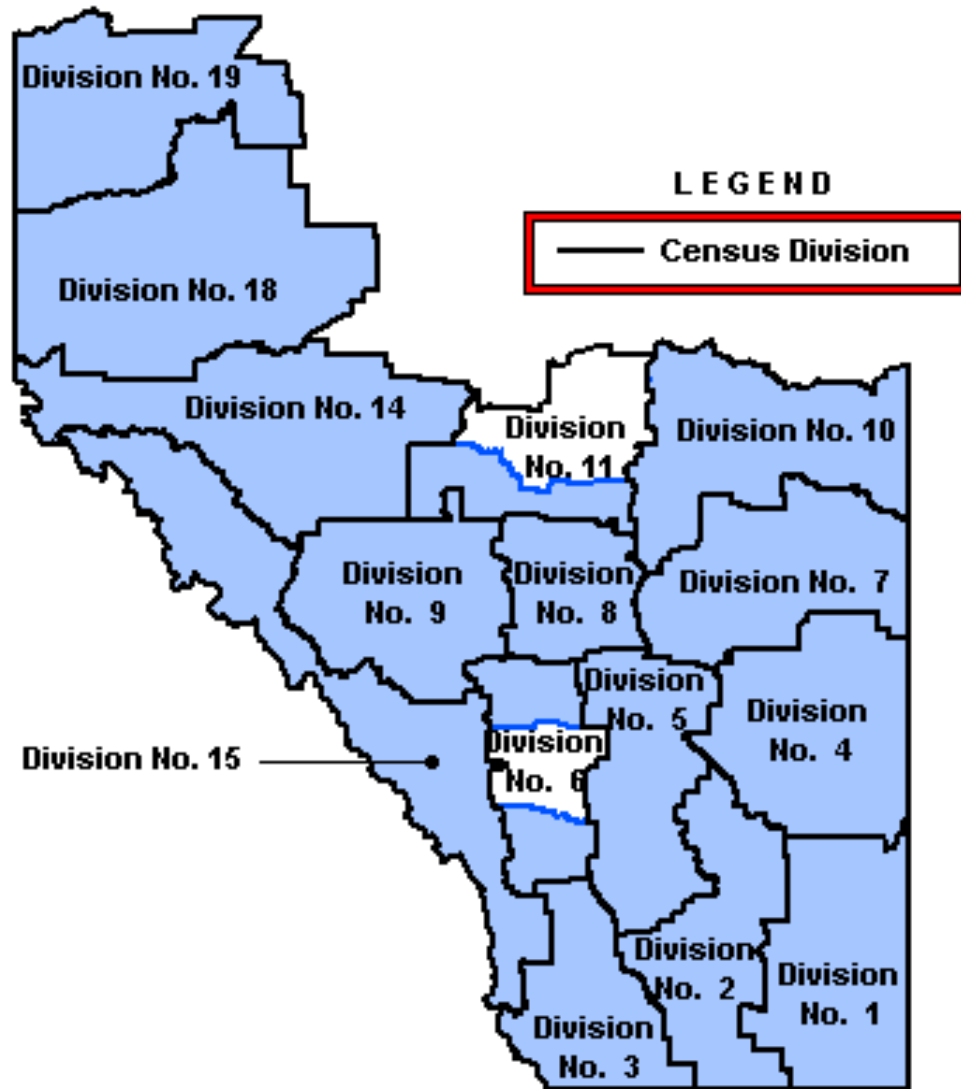 Division No. 19
LEGEND
Census Division
Division No. 18
Division No. 14
Division
No. 11
Division No. 10
Division
No. 9
Division
No. 8
Division No. 7
Division
No. 5
Division
No. 4
Division No. 15
Division
No. 6
Division
No. 2
Division
No. 1
Division
No. 3